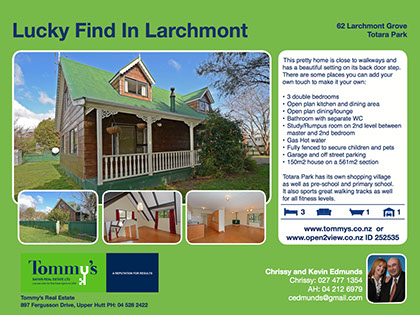 Lucky Find In Larchmont
62 Larchmont Grove
Totara Park
This pretty home is close to walkways and
has a beautiful setting on its back door step.
There are some places you can add your
own touch to make it your own:
• 3 double bedrooms
• Open plan kitchen and dining area
• Open plan dining/lounge
• Bathroom with separate WC
• Study/Rumpus room on 2nd level between
master and 2nd bedroom
• Gas Hot water
• Fully fenced to secure children and pets
• Garage and off street parking
• 150m2 house on a 561m2 section
Totara Park has its own shopping village
as well as pre-school and primary school.
It also sports great walking tracks as well
for all fitness levels.
3 1 1
www.tommys.co.nz or
www.open2view.co.nz ID 252535
Tommy's
A REPUTATION FOR RESULTS
Tommy's Real Estate
897 Fergusson Drive, Upper Hutt PH: 04 528 2422
Chrissy and Kevin Edmunds
Chrissy: 027 477 1354
AH: 04 212 6979
cedmunds@gmail.com